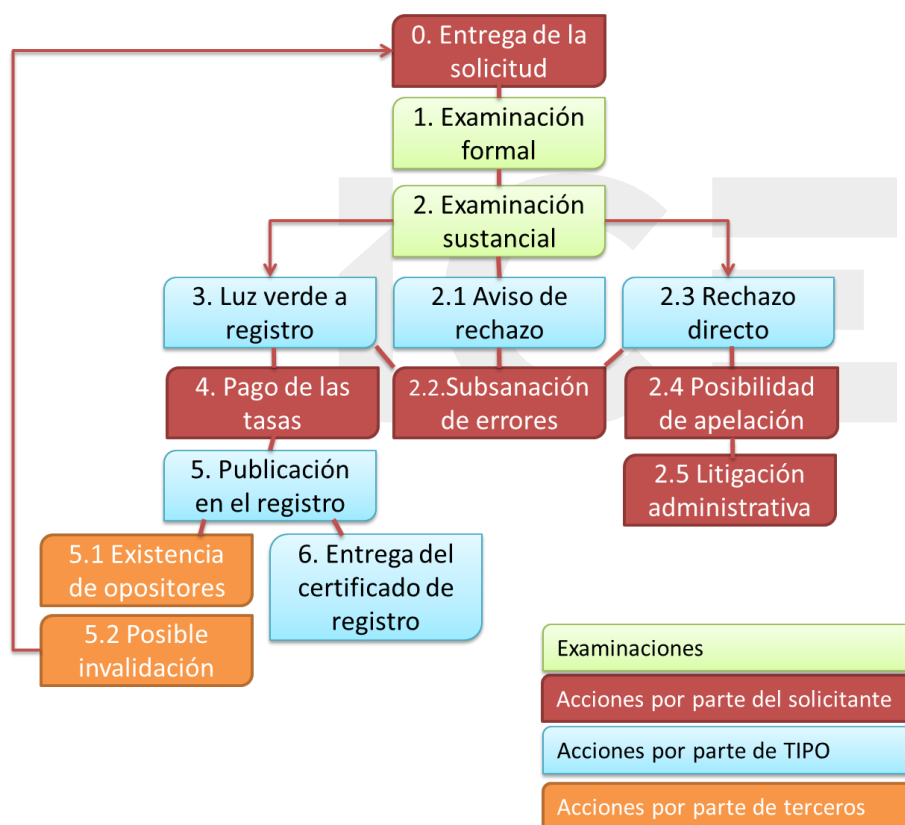 0. Entrega de la
solicitud
1. Examinación
formal
2. Examinación
sustancial
3. Luz verde a
registro
2.1 Aviso de
rechazo
2.3 Rechazo
directo
4. Pago de las
tasas
2.2.Subsanación
de errores
2.4 Posibilidad
de apelación
5. Publicación
en el registro
2.5 Litigación
administrativa
5.1 Existencia
de opositores
6. Entrega del
certificado de
registro
5.2 Posible
invalidación
Examinaciones
Acciones por parte del solicitante
Acciones por parte de TIPO
Acciones por parte de terceros
ICE